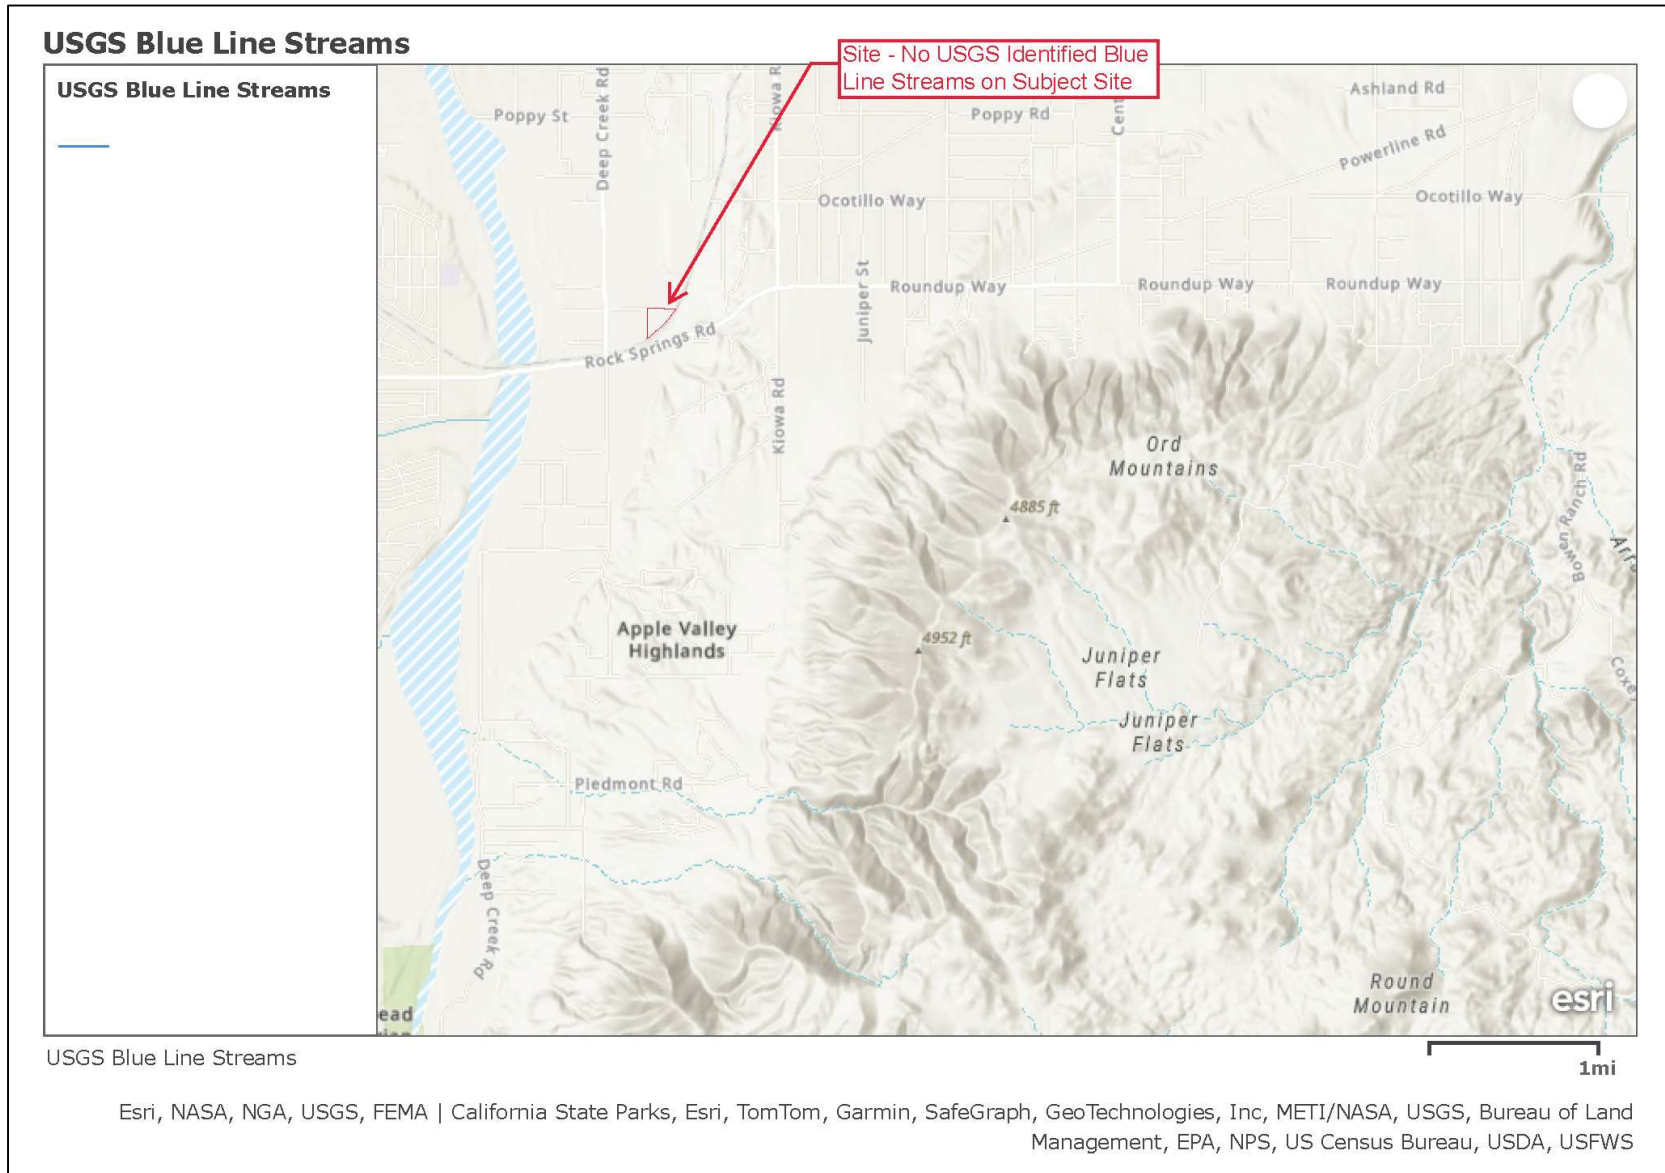 USGS Blue Line Streams
USGS Blue Line Streams
Site - No USGS Identified Blue
Line Streams on Subject Site
Poppy St
Deep Creek Rd
Kiowa R
Poppy Rd
Cent
Ashland Rd
Powerline Rd
Ocotillo Way
Ocotillo Way
Juniper St
Roundup Way
Roundup Way
Roundup Way
Rock Springs Rd
Kiowa Rd
Ord
Mountains
Bowen Ranch Rd
4885 ft
Arro
Apple Valley
Highlands
4952 ft
Juniper
Flats
Coxe
Juniper
Flats
Piedmont Rd
Deep Creek Rd
Round
Mountain
esri
ead
USGS Blue Line Streams
1mi
Esri, NASA, NGA, USGS, FEMA | California State Parks, Esri, TomTom, Garmin, SafeGraph, GeoTechnologies, Inc, METI/NASA, USGS, Bureau of Land
Management, EPA, NPS, US Census Bureau, USDA, USFWS